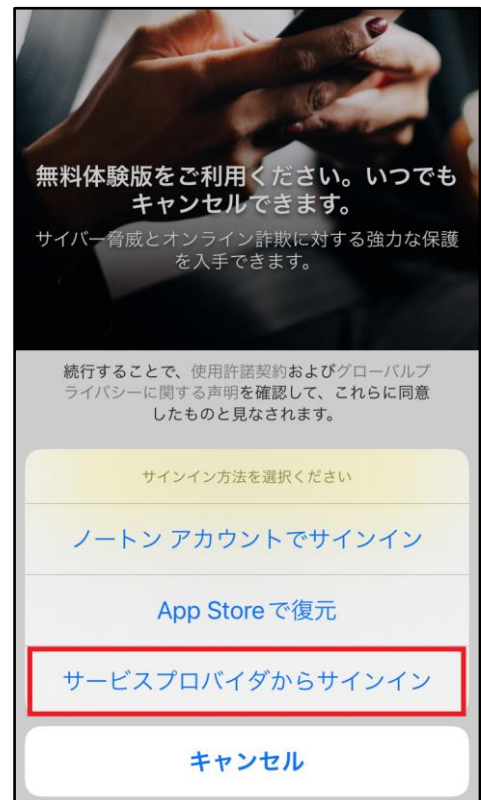 無料体験版をご利用ください。いつでも
キャンセルできます。
サイバー脅威とオンライン詐欺に対する強力な保護
を入手できます。
続行することで、使用許諾契約およびグローバルプ
ライバシーに関する声明を確認して、これらに同意
したものと見なされます。
サインイン方法を選択ください
ノートン アカウントでサインイン
App Storeで復元
サービスプロバイダからサインイン
キャンセル